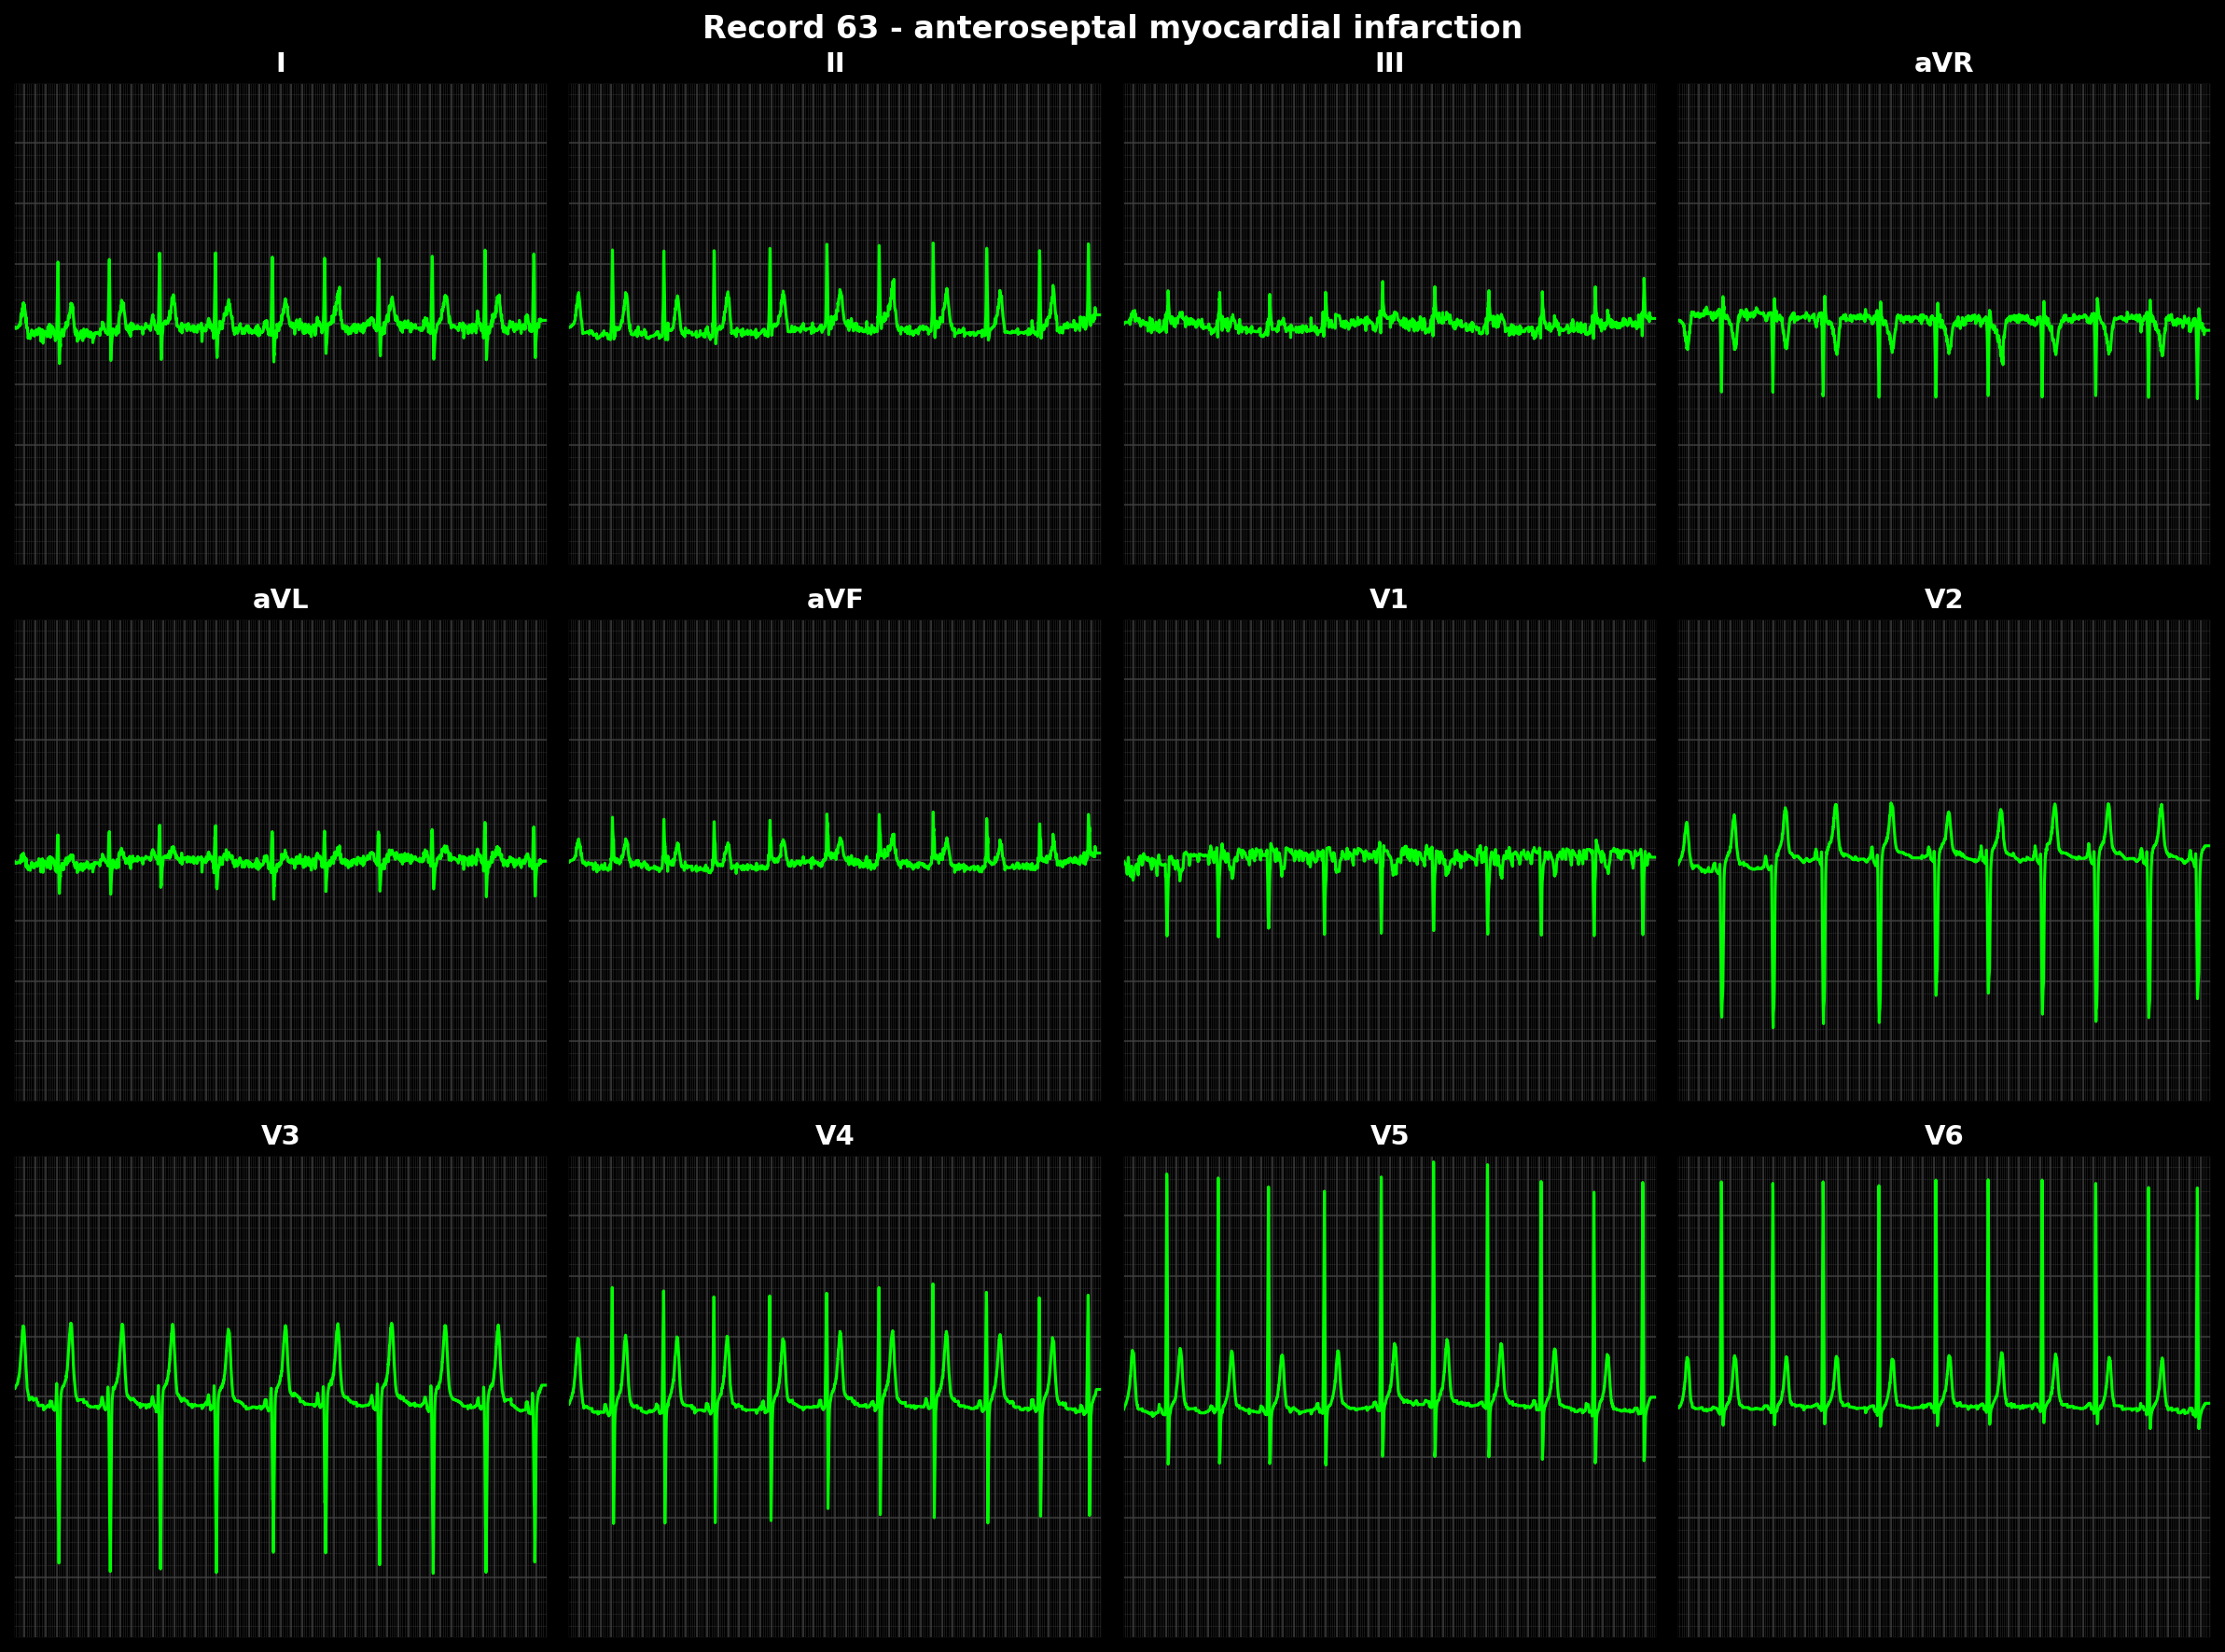 Record 63 - anteroseptal myocardial infarction
I II III aVR
aVL aVF V1 V2
V3 V4 V5 V6